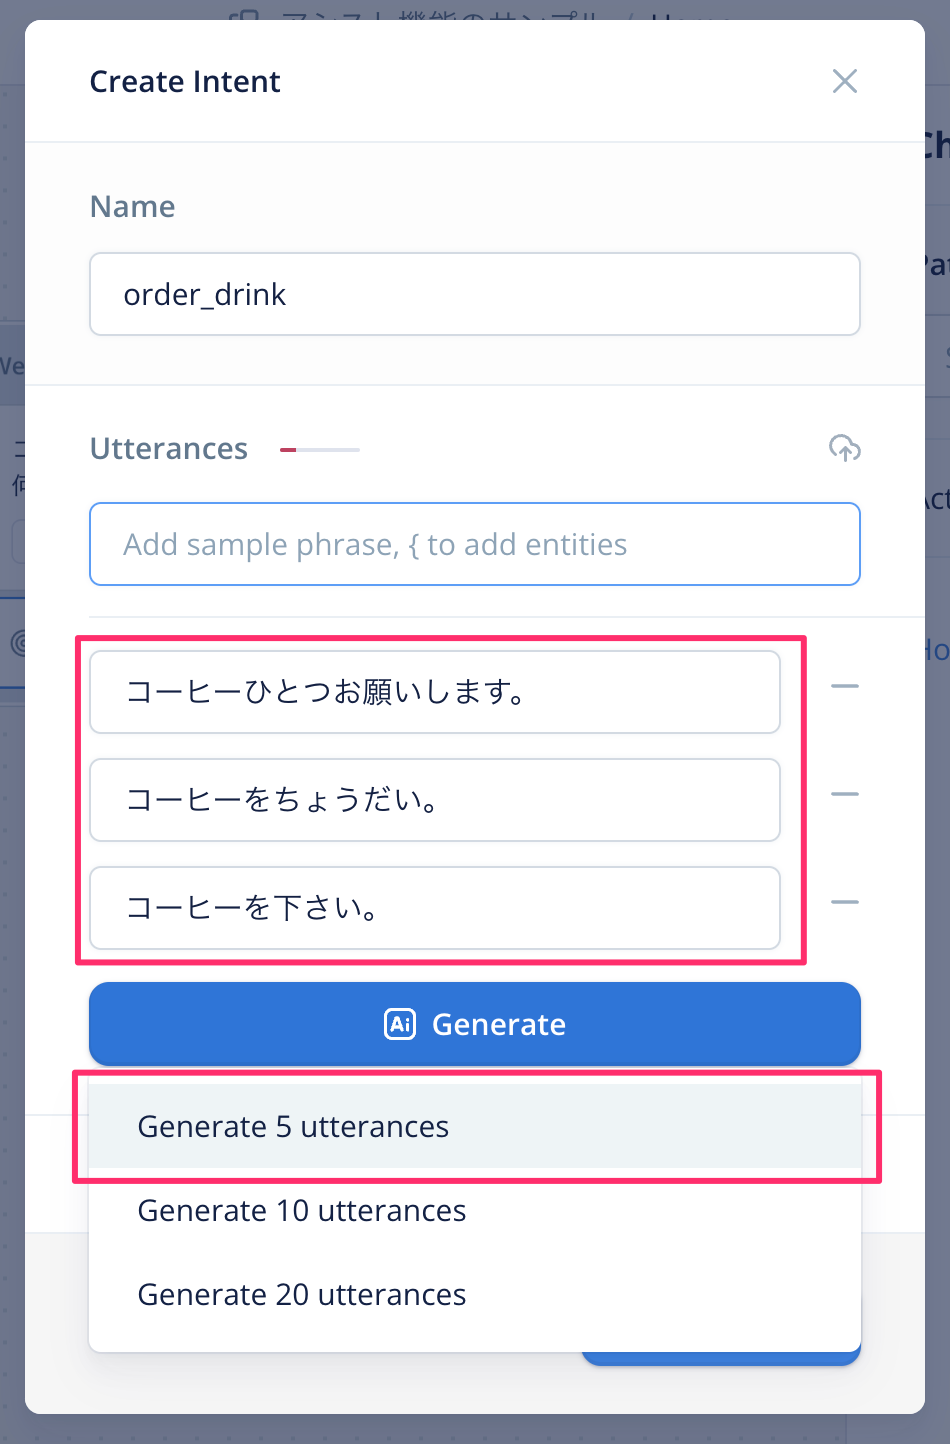 Create Intent
Name
order_drink
Utterances
Add sample phrase, { to add entities
コーヒーひとつお願いします。
コーヒーをちょうだい。
コーヒーを下さい。
Ai Generate
Generate 5 utterances
Generate 10 utterances
Generate 20 utterances